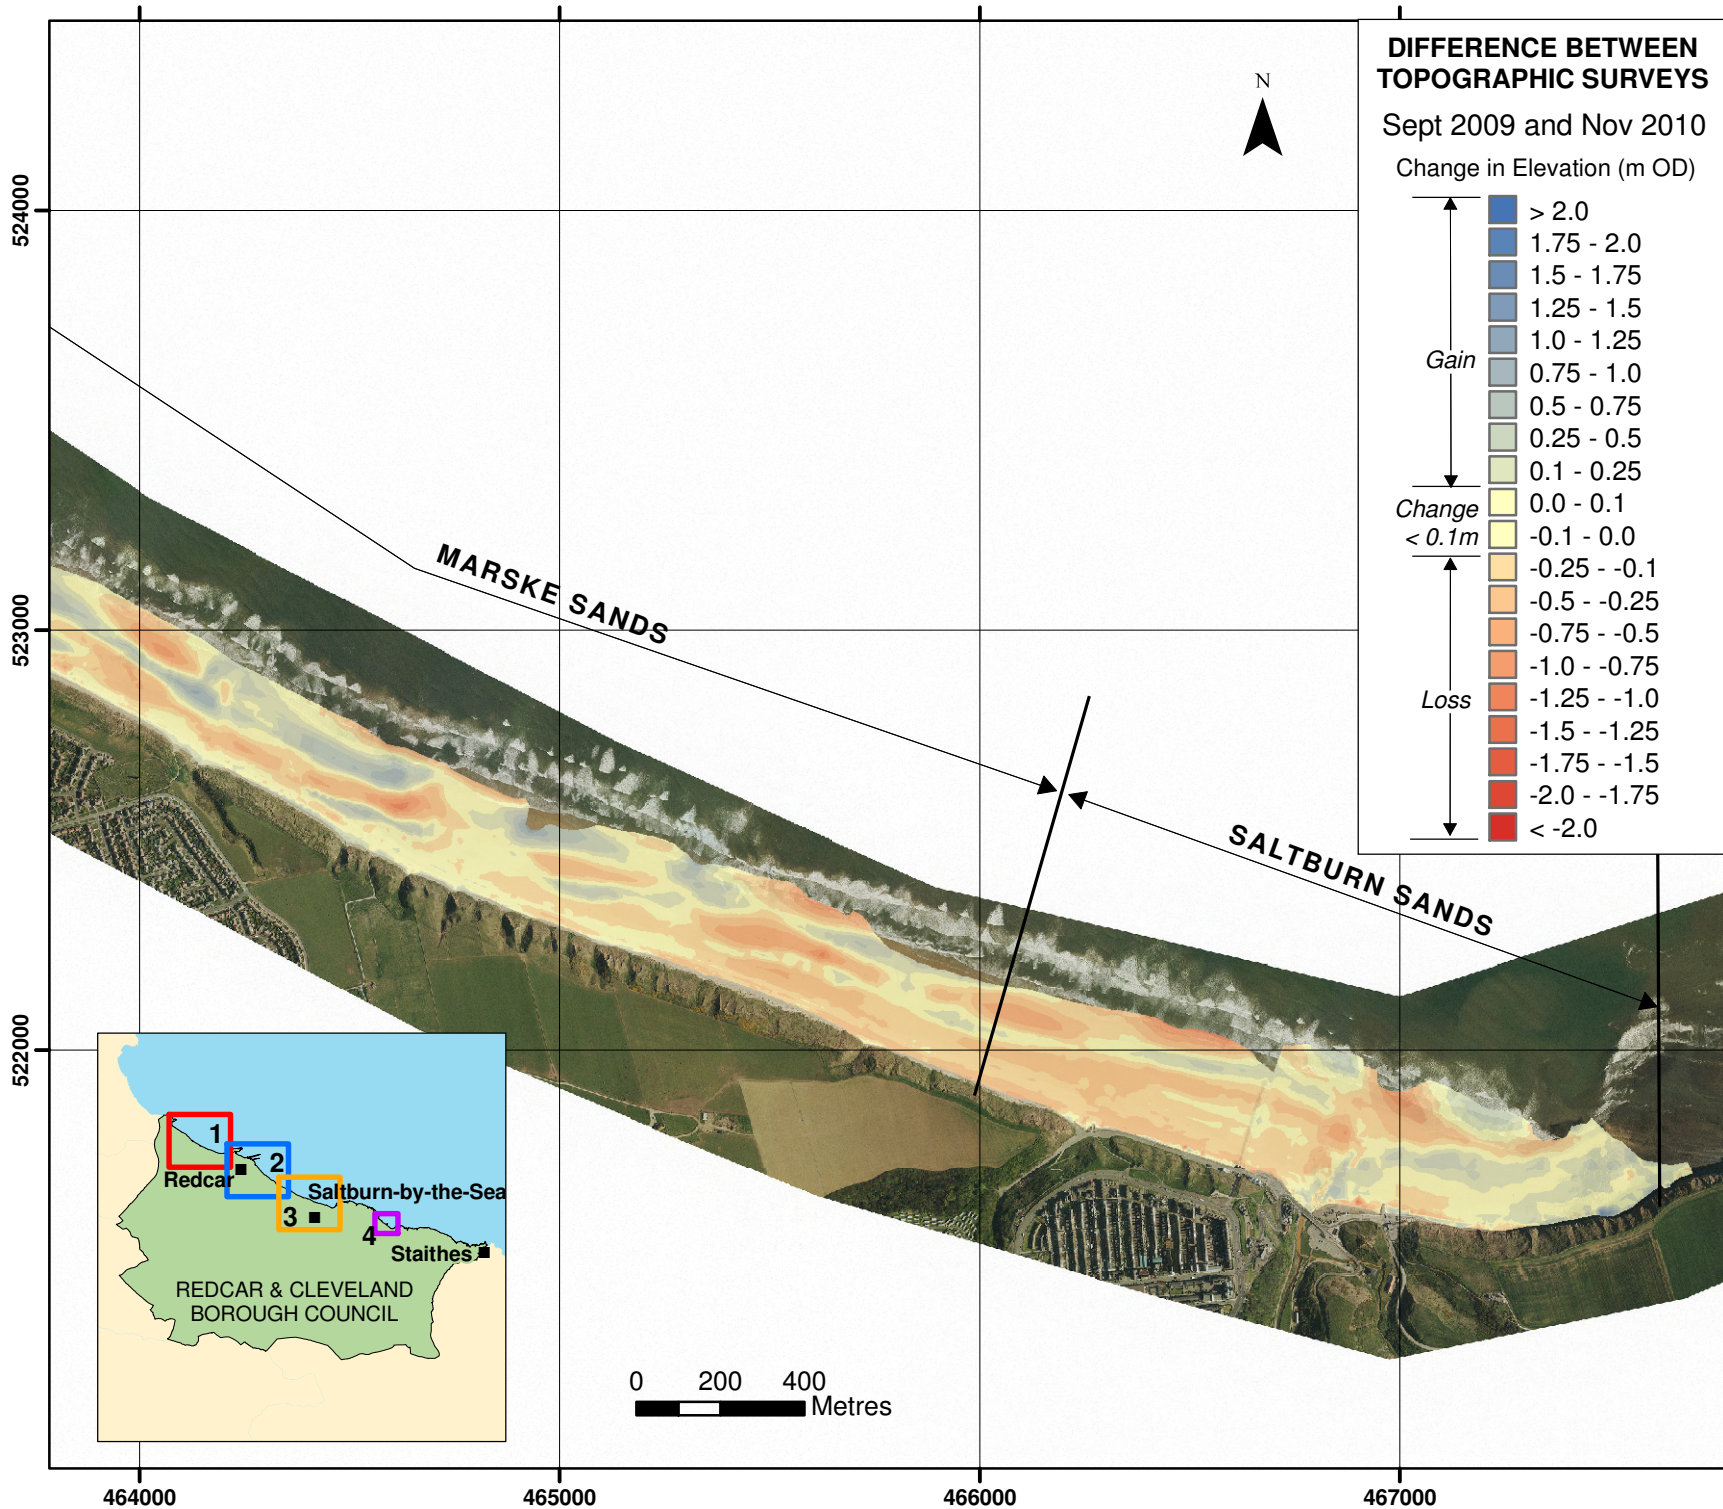 DIFFERENCE BETWEEN
TOPOGRAPHIC SURVEYS
Sept 2009 and Nov 2010
Change in Elevation (m OD)
> 2.0
1.75 - 2.0
1.5 - 1.75
1.25 - 1.5
1.0 - 1.25
Gain
0.75 - 1.0
0.5 - 0.75
0.25 - 0.5
0.1 - 0.25
Change
< 0.1m
0.0 - 0.1
-0.1 - 0.0
-0.25 - -0.1
-0.5 - -0.25
-0.75 - -0.5
-1.0 - -0.75
Loss
-1.25 - -1.0
-1.5 - -1.25
-1.75 - -1.5
-2.0 - -1.75
< -2.0
N
524000
523000
522000
MARSKE SANDS
SALTBURN SANDS
1
2
Redcar
Saltburn-by-the-Sea
3
4
Staithes
REDCAR & CLEVELAND
BOROUGH COUNCIL
0 200 400
Metres
464000 465000 466000 467000